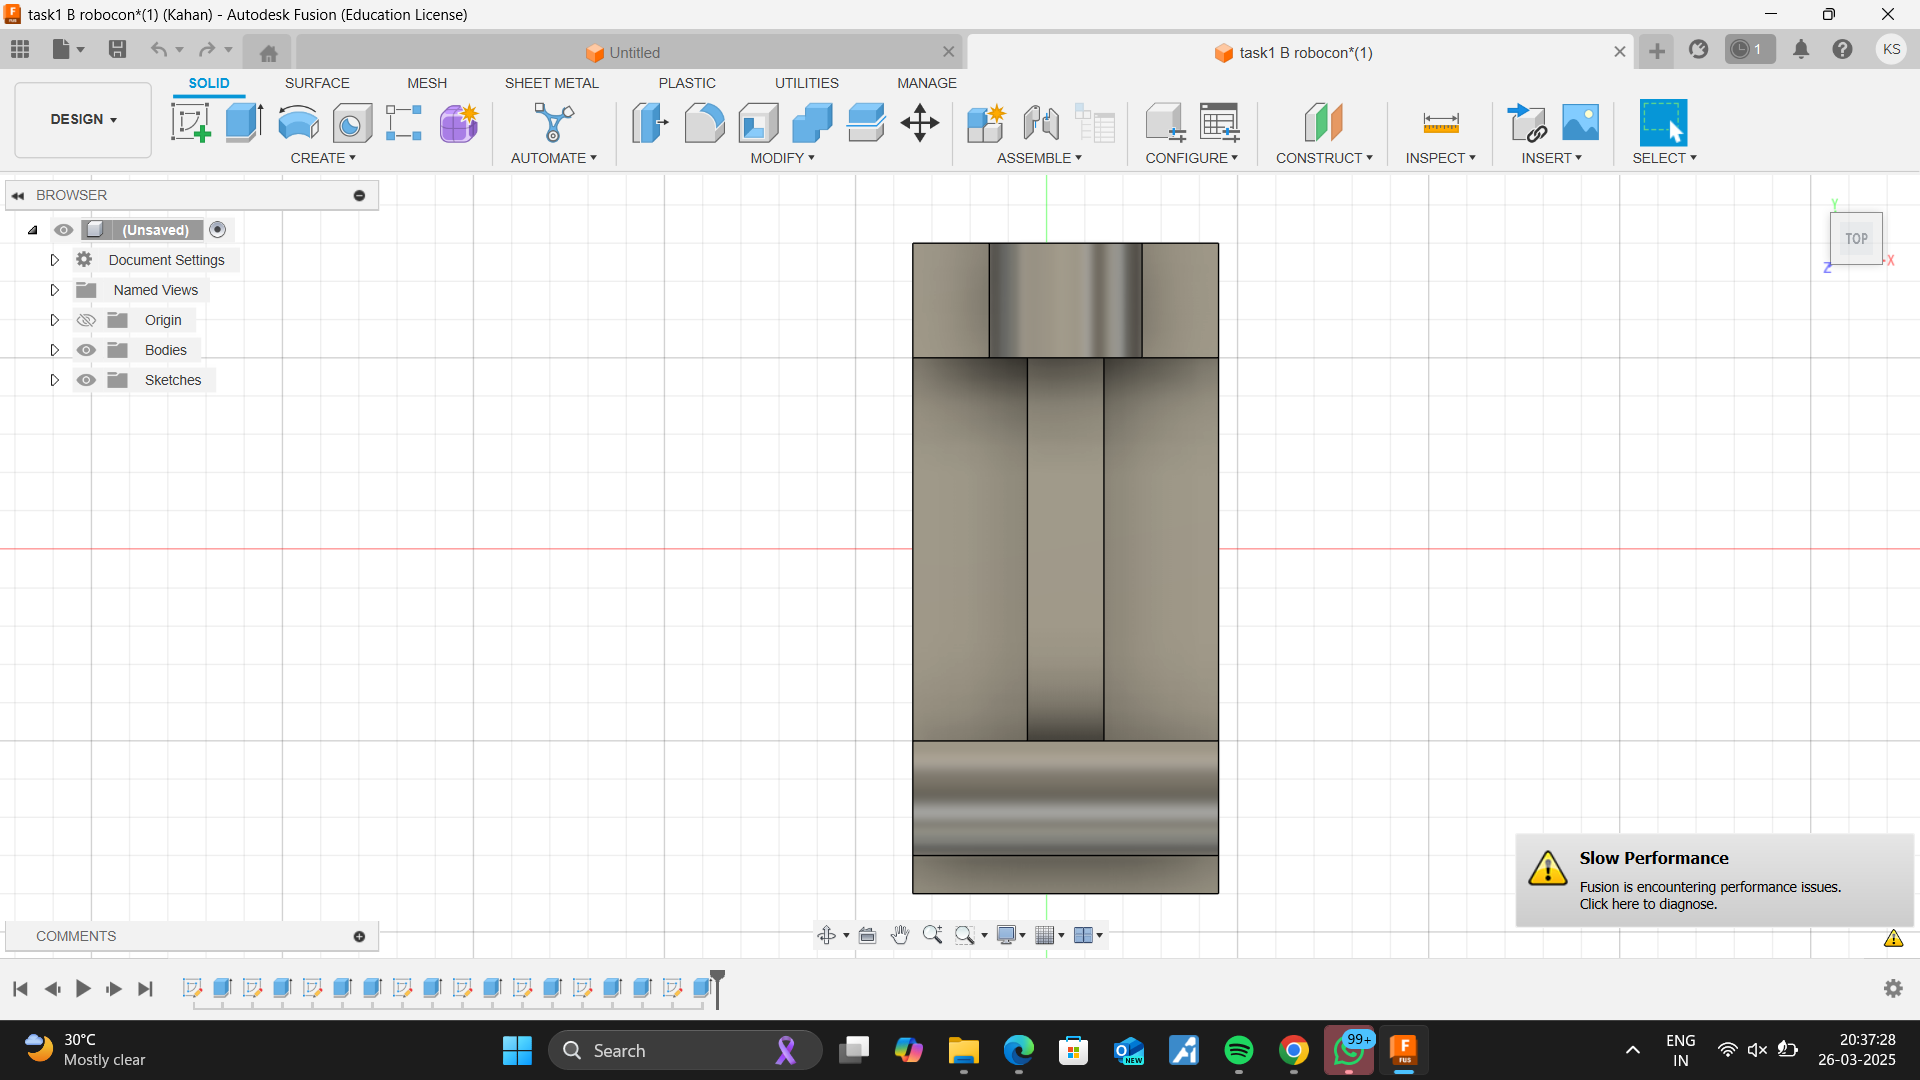 task1 B robocon*(1) (Kahan) - Autodesk Fusion (Education License)
Untitled
task1 B robocon*(1)
1
KS
DESIGN
SOLID
SURFACE
MESH
SHEET METAL
PLASTIC
UTILITIES
MANAGE
CREATE
AUTOMATE
MODIFY
ASSEMBLE
CONFIGURE
CONSTRUCT
INSPECT
INSERT
SELECT
BROWSER
(Unsaved)
Document Settings
Named Views
Origin
Bodies
Sketches
Y
TOP
X
Z
Slow Performance
Fusion is encountering performance issues.
Click here to diagnose.
COMMENTS
30°C
Mostly clear
Search
NEW
99+
F
FUS
ENG
IN
20:37:28
26-03-2025